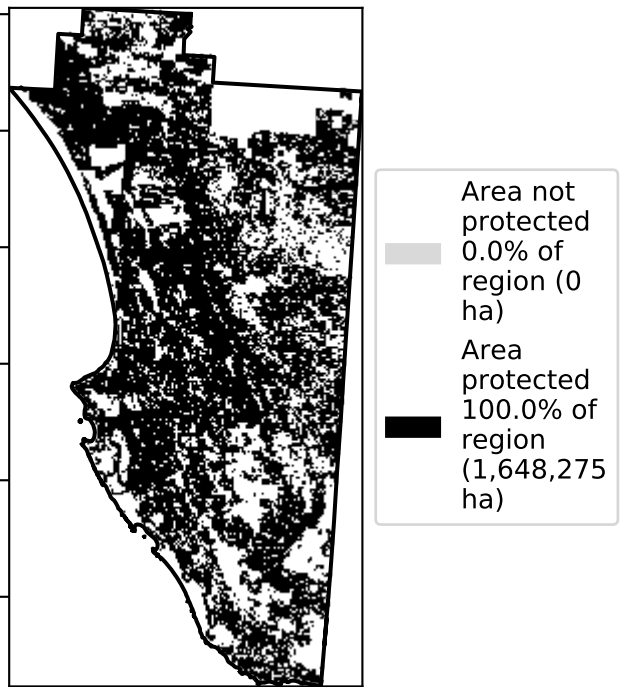 Area not
protected
0.0% of
region (0
ha)
Area
protected
100.0% of
region
(1,648,275
ha)